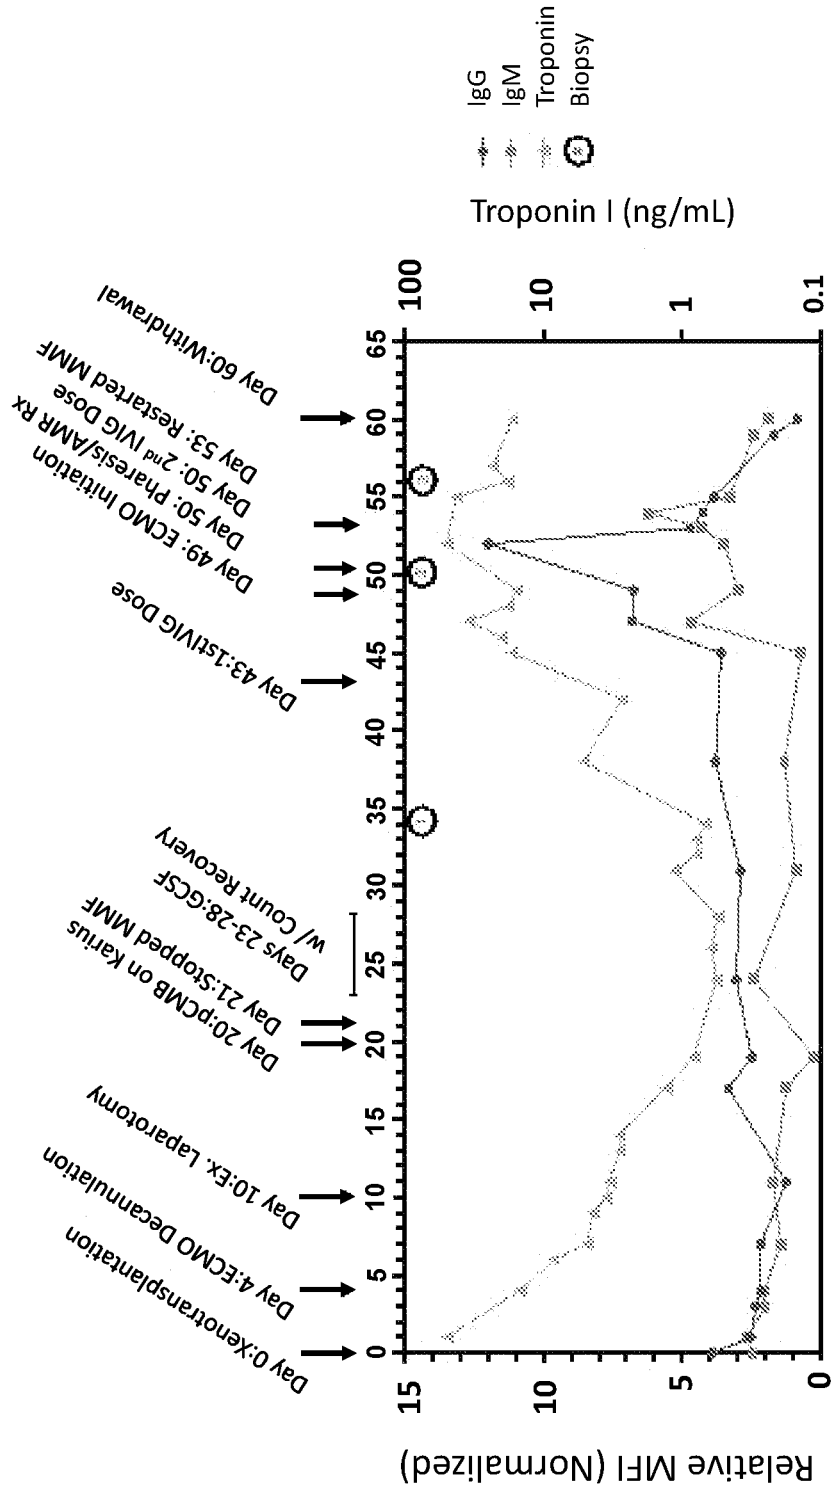 Day 0:Xenotransplantation
Day 4:ECMO Decannulation
Day 10:Ex. Laparotomy
Day 20:pCMB on Karius
Day 21:Stopped MMF
Days 23-28:GCSF
w/ Count Recovery
Day 43:1stIVIG Dose
Day 49: ECMO Initiation
Day 50: Pharesis/AMR Rx
Day 50: 2nd IVIG Dose
Day 53: Restarted MMF
Day 60:Withdrawal
Relative MFI (Normalized)
15
10
5
0
0
5
10
15
20
25
30
35
40
45
50
55
60
65
100
10
1
0.1
Troponin I (ng/mL)
IgG
IgM
Troponin
Biopsy